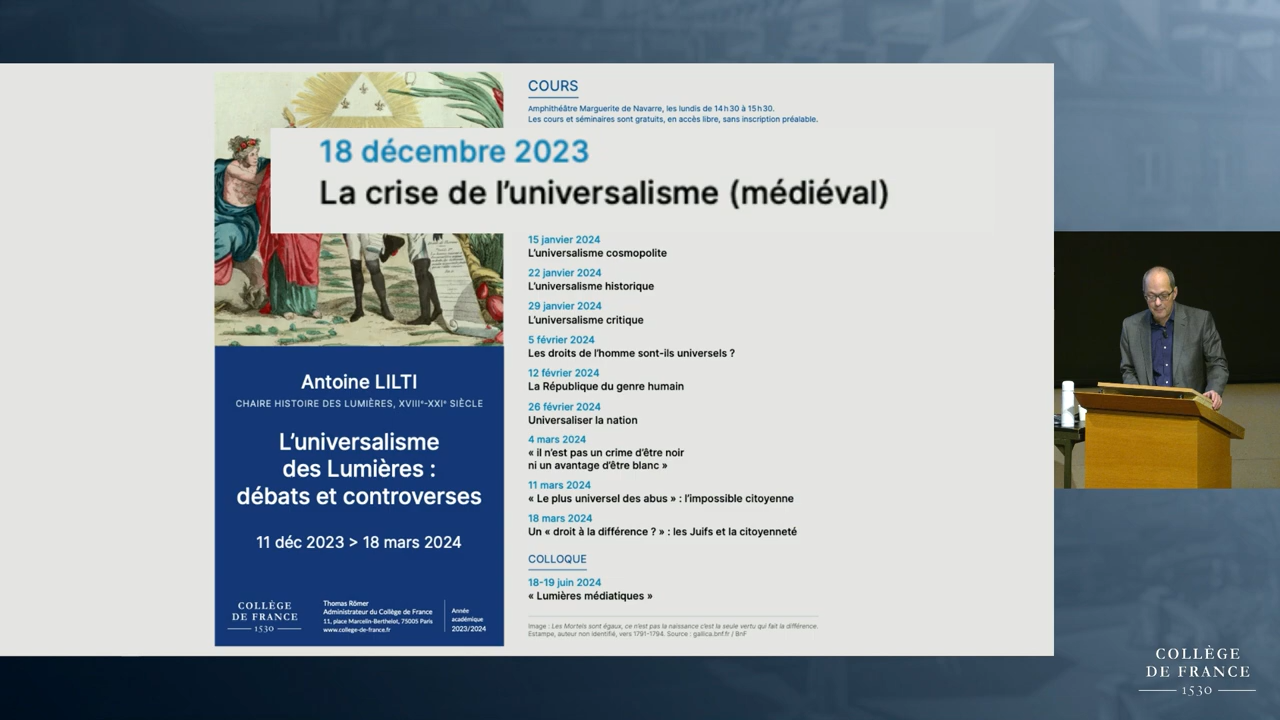 COURS
Amphithéâtre Marguerite de Navarre, les lundis de 14 h 30 à 15 h 30.
Les cours et séminaires sont gratuits, en accès libre, sans inscription préalable.
18 décembre 2023
La crise de l’universalisme (médiéval)
15 janvier 2024
L’universalisme cosmopolite
22 janvier 2024
L’universalisme historique
29 janvier 2024
L’universalisme critique
5 février 2024
Les droits de l’homme sont-ils universels ?
12 février 2024
La République du genre humain
26 février 2024
Universaliser la nation
4 mars 2024
« il n’est pas un crime d’être noir
ni un avantage d’être blanc »
11 mars 2024
« Le plus universel des abus » : l’impossible citoyenne
18 mars 2024
Un « droit à la différence ? » : les Juifs et la citoyenneté
COLLOQUE
18-19 juin 2024
« Lumières médiatiques »
Image : Les Mortels sont égaux, ce n’est pas la naissance c’est la seule vertu qui fait la différence.
Estampe, auteur non identifié, vers 1791-1794. Source : gallica.bnf.fr / BnF
Antoine LILTI
CHAIRE HISTOIRE DES LUMIÈRES, XVIIIᵉ-XXIᵉ SIÈCLE
L’universalisme
des Lumières :
débats et controverses
11 déc 2023 > 18 mars 2024
COLLÈGE
DE FRANCE
1530
Thomas Römer
Administrateur du Collège de France
11, place Marcelin-Berthelot, 75005 Paris
www.college-de-france.fr
Année
académique
2023/2024
COLLÈGE
DE FRANCE
1530